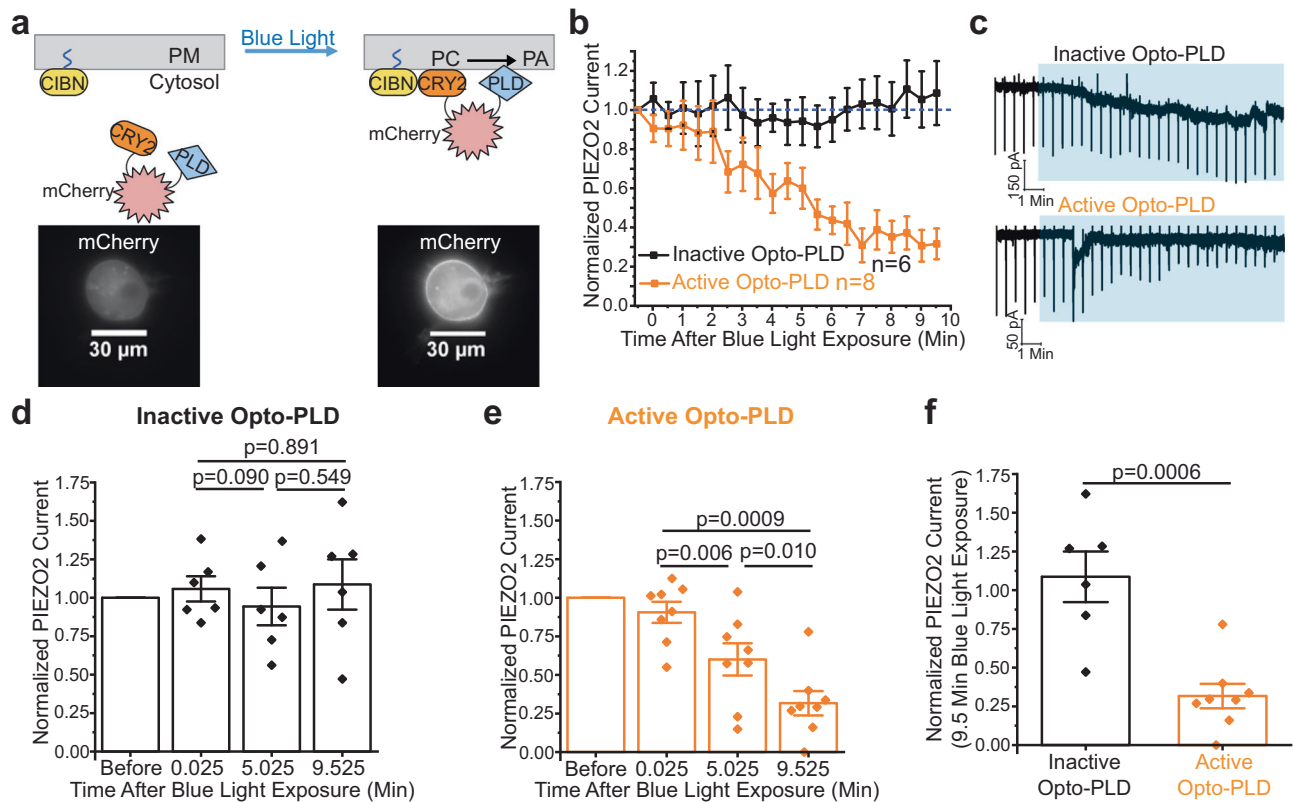 a
Blue Light
PM
CIBN
Cytosol
CRY2
PLD
mCherry
PC
PA
CIBN
CRY2
PLD
mCherry
mCherry
30 µm
mCherry
30 µm
b
Normalized PIEZO2 Current
1.2
1.0
0.8
0.6
0.4
0.2
0.0
Inactive Opto-PLD
n=6
Active Opto-PLD n=8
0 1 2 3 4 5 6 7 8 9 10
Time After Blue Light Exposure (Min)
c
Inactive Opto-PLD
150 pA
1 Min
Active Opto-PLD
50 pA
1 Min
d
Inactive Opto-PLD
p=0.891
p=0.090
p=0.549
Normalized PIEZO2 Current
1.75
1.50
1.25
1.00
0.75
0.50
0.25
0.00
Before 0.025 5.025 9.525
Time After Blue Light Exposure (Min)
e
Active Opto-PLD
p=0.0009
p=0.006
p=0.010
Normalized PIEZO2 Current
1.75
1.50
1.25
1.00
0.75
0.50
0.25
0.00
Before 0.025 5.025 9.525
Time After Blue Light Exposure (Min)
f
p=0.0006
Normalized PIEZO2 Current
(9.5 Min Blue Light Exposure)
1.75
1.50
1.25
1.00
0.75
0.50
0.25
0.00
Inactive
Opto-PLD
Active
Opto-PLD